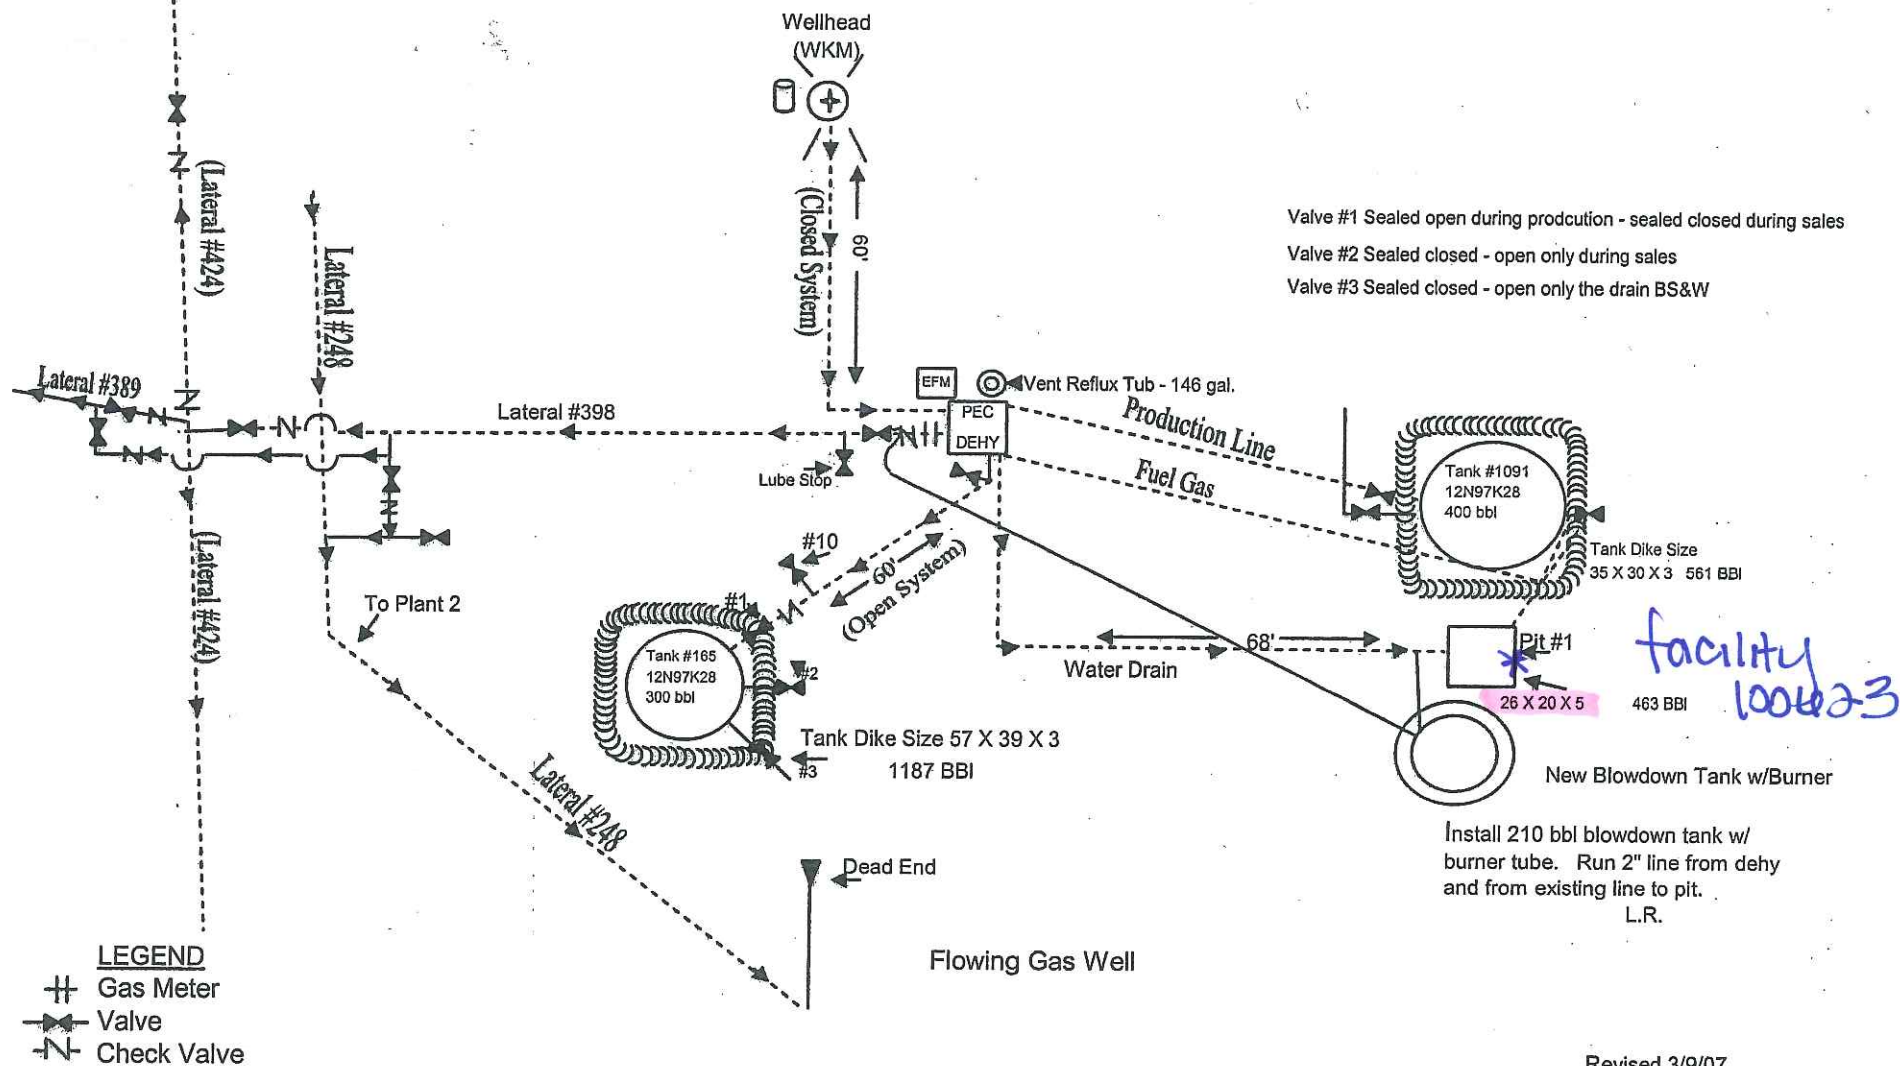 Wellhead
(WKM)
(Lateral #424)
Lateral #248
(Closed System)
60'
Valve #1 Sealed open during prodcution - sealed closed during sales
Valve #2 Sealed closed - open only during sales
Valve #3 Sealed closed - open only the drain BS&W
Lateral #389
Lateral #398
EFM
Vent Reflux Tub - 146 gal.
PEC
DEHY
Production Line
Fuel Gas
Lube Stop
Tank #1091
12N97K28
400 bbl
Tank Dike Size
35 X 30 X 3 561 BBl
#10
60'
(Open System)
(Lateral #424)
To Plant 2
#1
Tank #165
12N97K28
300 bbl
#2
#3
Tank Dike Size 57 X 39 X 3
1187 BBl
68'
Water Drain
Pit #1
26 X 20 X 5 463 BBl
facility
100623
New Blowdown Tank w/Burner
Install 210 bbl blowdown tank w/
burner tube. Run 2" line from dehy
and from existing line to pit.
L.R.
Lateral #248
Dead End
Flowing Gas Well
LEGEND
Gas Meter
Valve
Check Valve
Revised 3/9/07